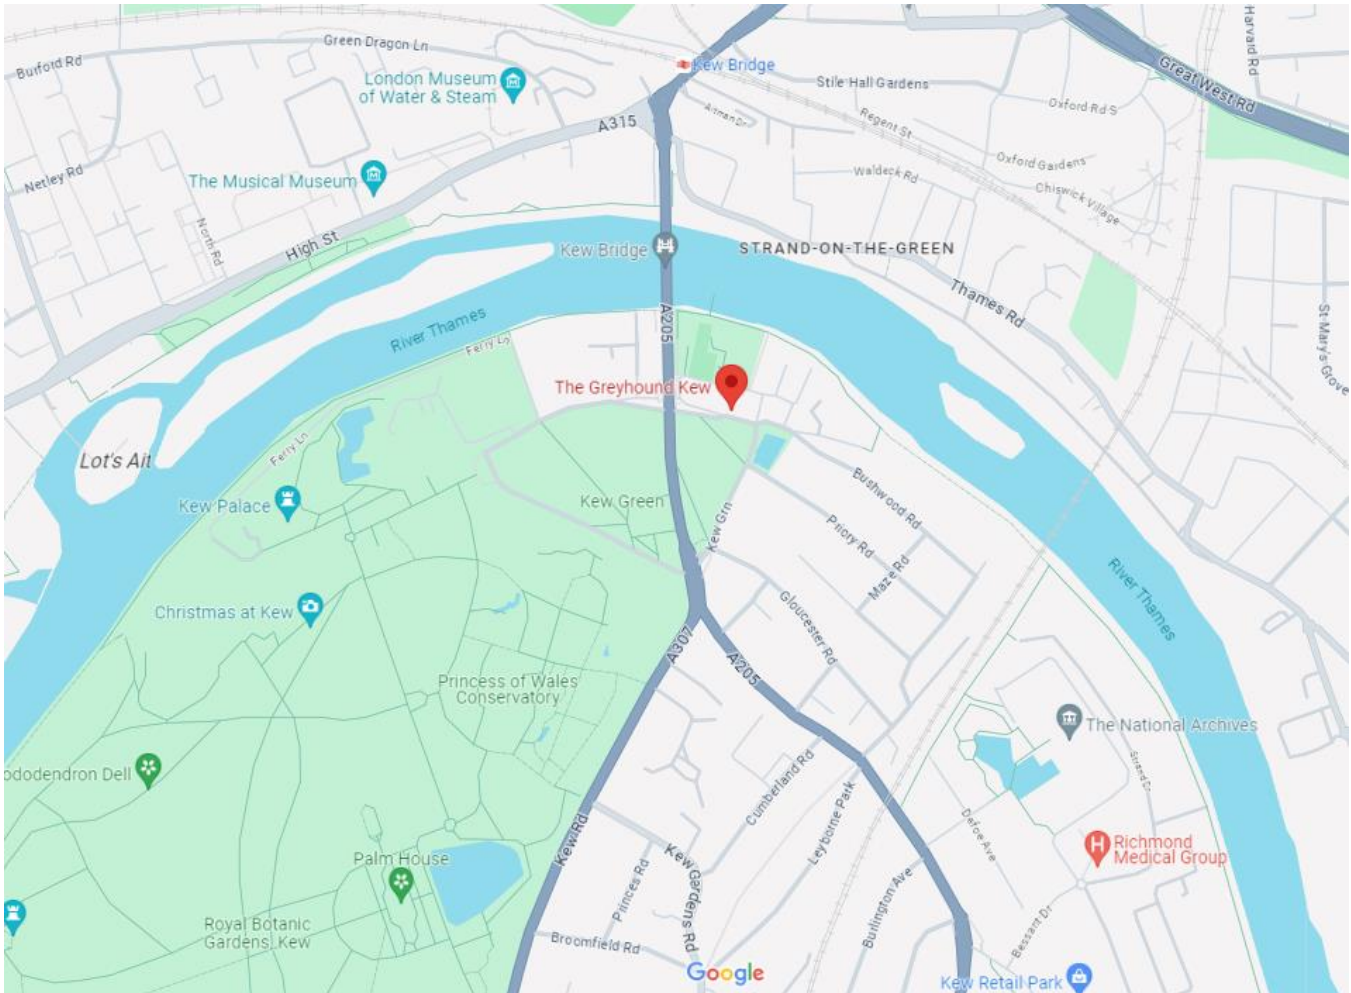 Green Dragon Ln
Burford Rd
Kew Bridge
Great West Rd
Harvard Rd
London Museum
of Water & Steam
Stile Hall Gardens
Oxford Rd S
A315
Regent St
Oxford Gardens
Netley Rd
The Musical Museum
Waldeck Rd
Chiswick Village
North Rd
High St
Kew Bridge
STRAND-ON-THE-GREEN
Thames Rd
St Mary's Grove
River Thames
A205
Ferry Ln
The Greyhound Kew
Ferry Ln
Lot's Ait
Kew Palace
Kew Green
Kew Grn
Bushwood Rd
Priory Rd
Maze Rd
River Thames
Christmas at Kew
Gloucester Rd
A307
A205
Princess of Wales
Conservatory
The National Archives
ododendron Dell
Cumberland Rd
Leyborne Park
Strand Dr
Defoe Ave
Kew Rd
Richmond
Medical Group
Palm House
Princes Rd
Kew Gardens Rd
Burlington Ave
Bessant Dr
Royal Botanic
Gardens, Kew
Broomfield Rd
Google
Kew Retail Park